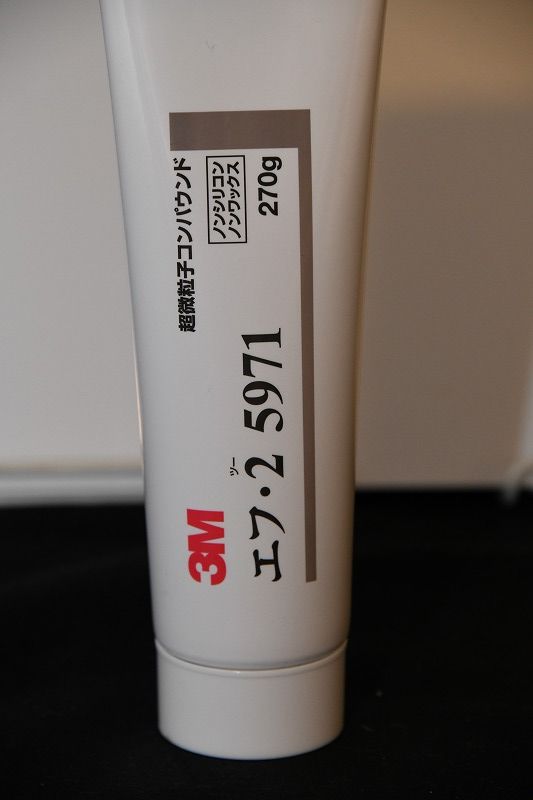 超微粒子コンパウンド
ノンシリコン
ノンワックス
270g
3M
ツー
エフ・2 5971